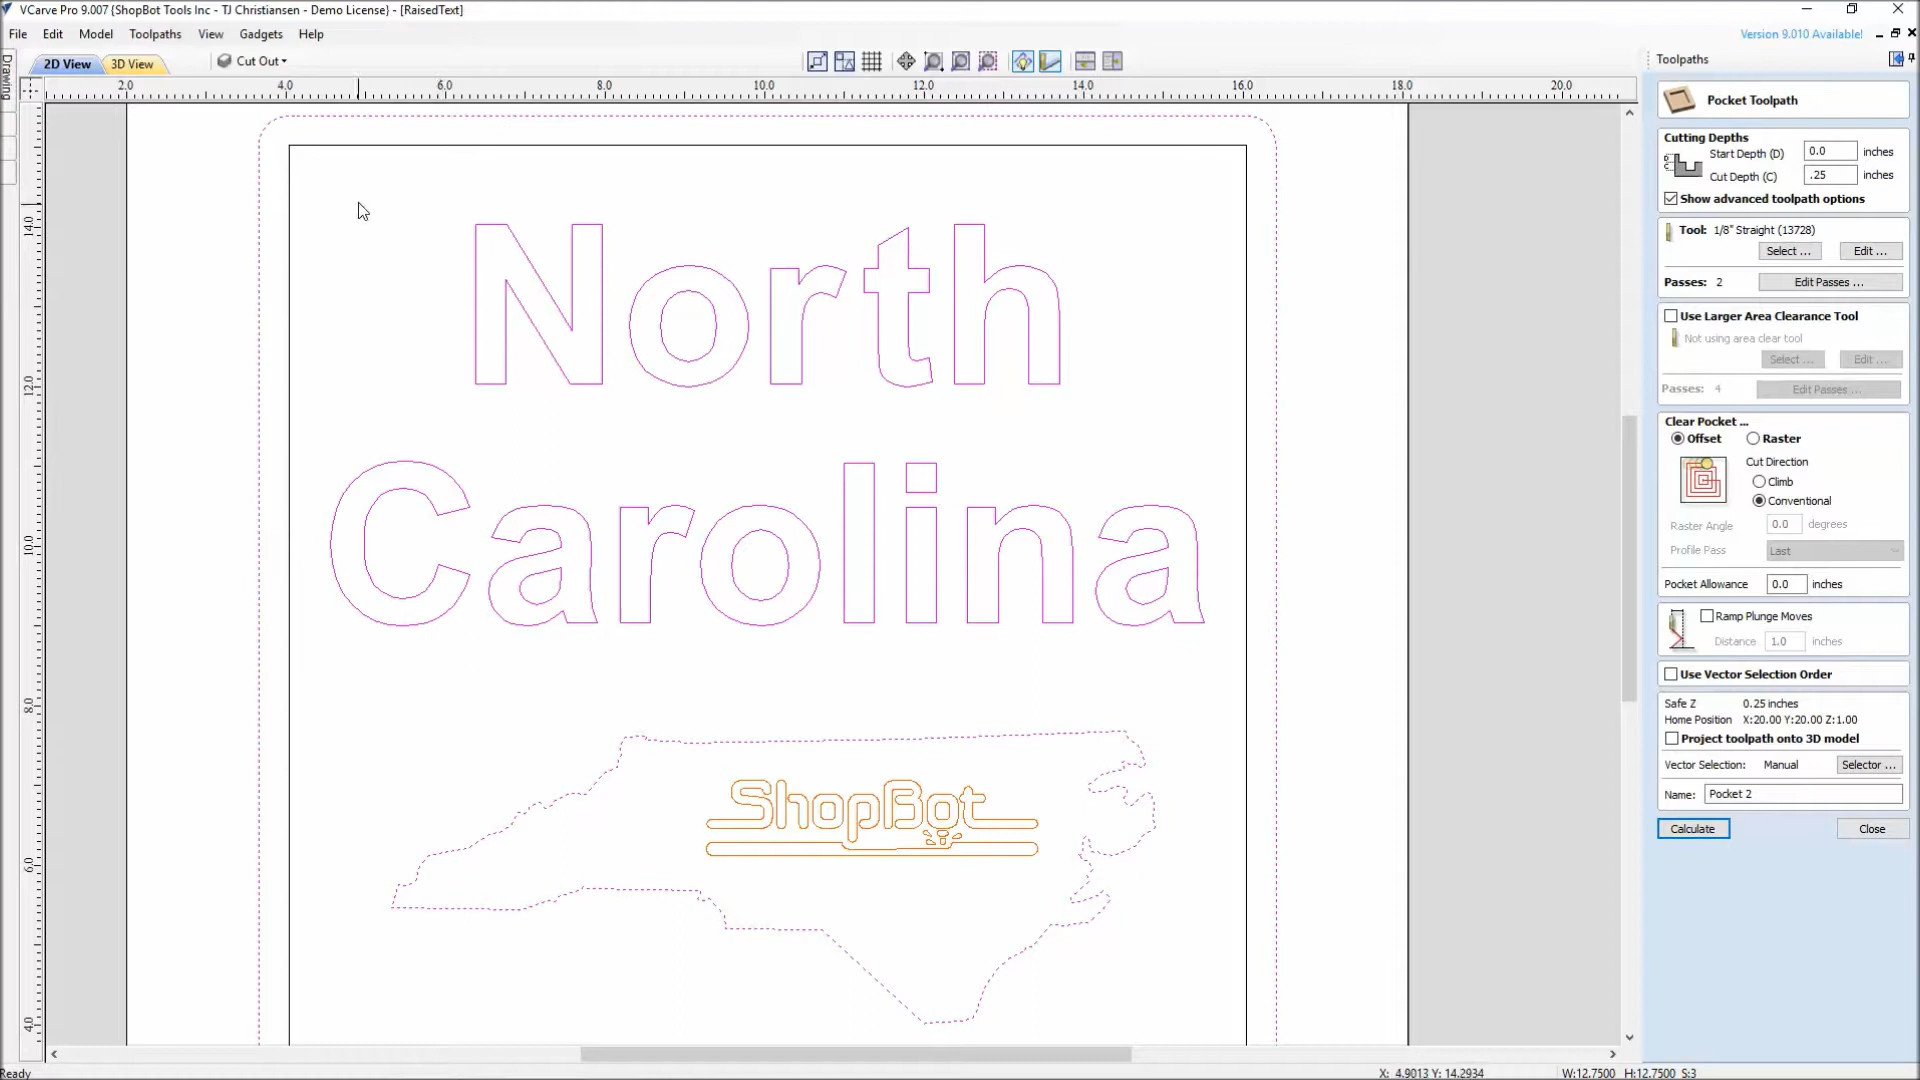 VCarve Pro 9.007 {ShopBot Tools Inc - TJ Christiansen - Demo License} - [RaisedText]
File Edit Model Toolpaths View Gadgets Help
Version 9.010 Available!
Drawing
2D View 3D View Cut Out
2.0 4.0 6.0 8.0 10.0 12.0 14.0 16.0 18.0 20.0
14.0
12.0
10.0
8.0
6.0
4.0
North
Carolina
ShopBot
Toolpaths
Pocket Toolpath
Cutting Depths
Start Depth (D) 0.0 inches
Cut Depth (C) .25 inches
Show advanced toolpath options
Tool: 1/8" Straight (13728)
Select ... Edit ...
Passes: 2 Edit Passes ...
Use Larger Area Clearance Tool
Not using area clear tool
Select ... Edit ...
Passes: 4 Edit Passes ...
Clear Pocket ...
Offset Raster
Cut Direction
Climb
Conventional
Raster Angle 0.0 degrees
Profile Pass Last
Pocket Allowance 0.0 inches
Ramp Plunge Moves
Distance 1.0 inches
Use Vector Selection Order
Safe Z 0.25 inches
Home Position X:20.00 Y:20.00 Z:1.00
Project toolpath onto 3D model
Vector Selection: Manual Selector ...
Name: Pocket 2
Calculate Close
Ready
X: 4.9013 Y: 14.2934 W:12.7500 H:12.7500 S:3